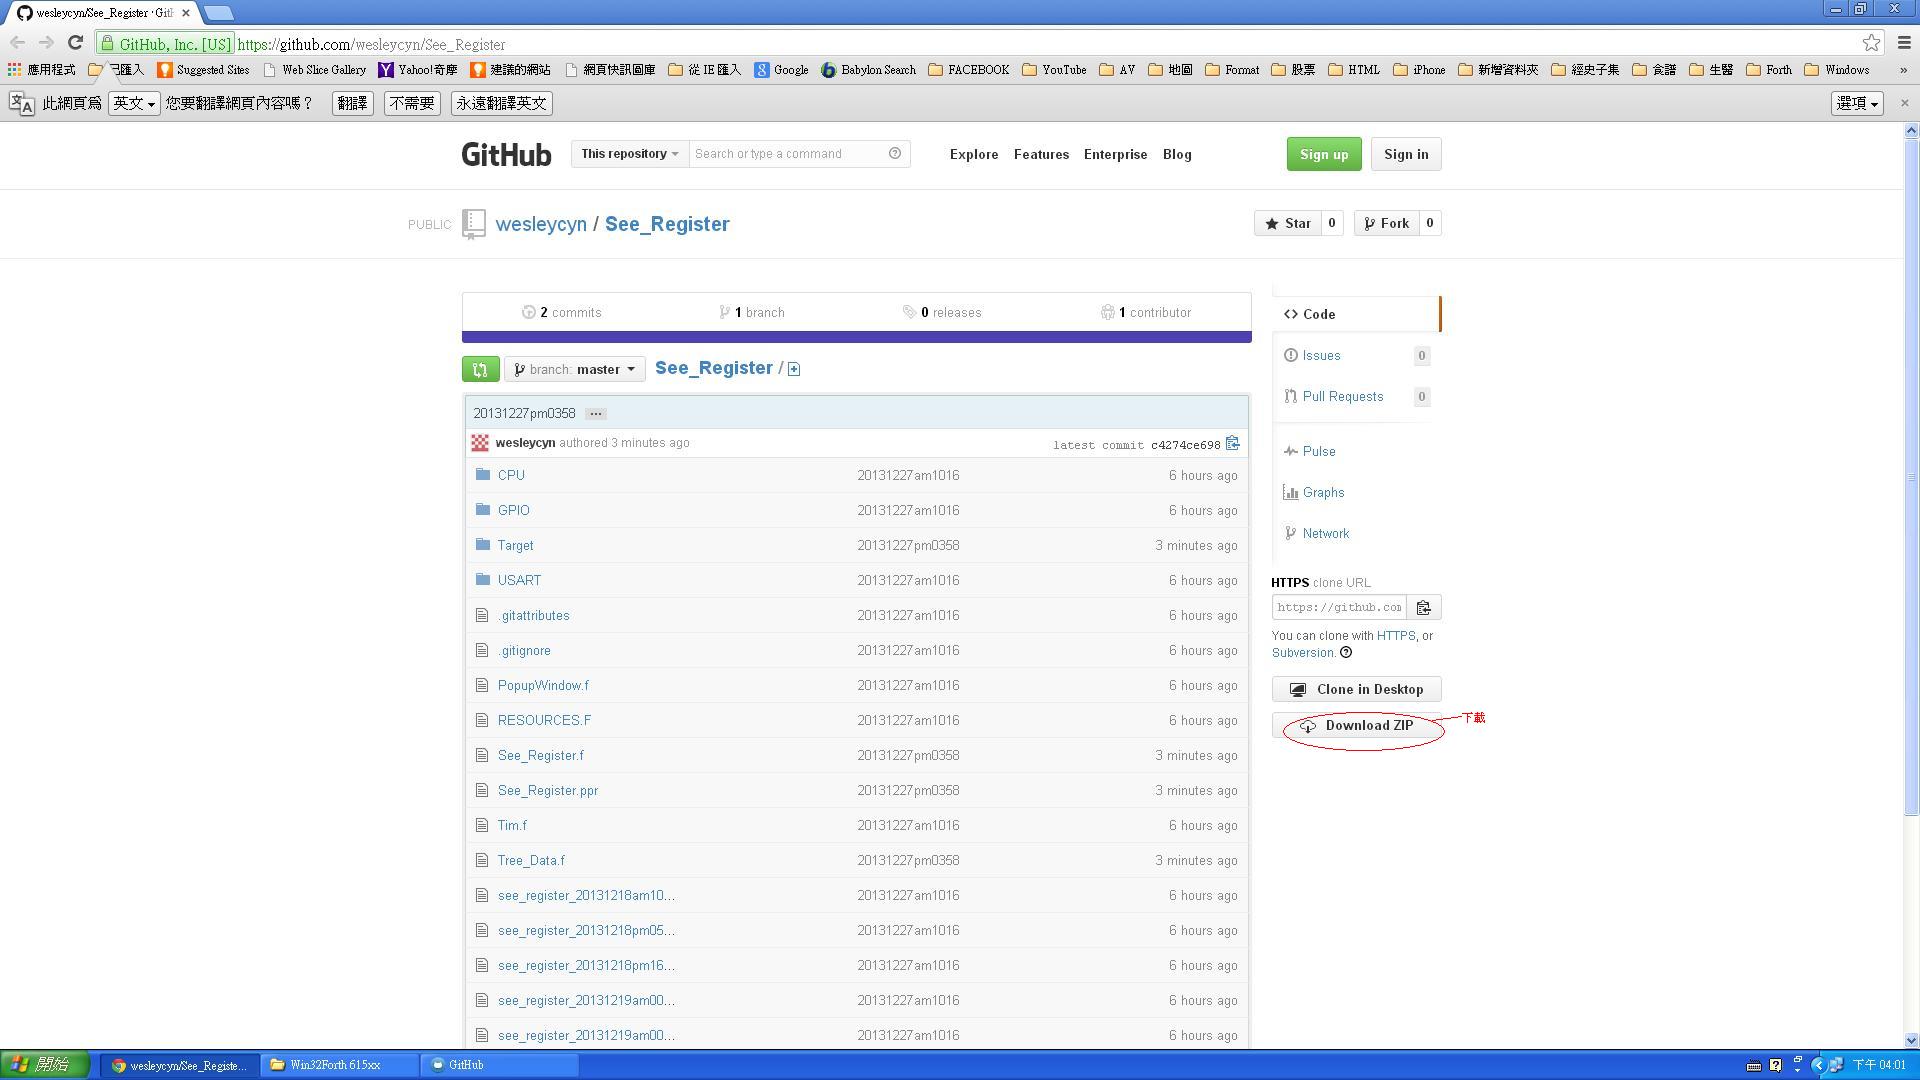 wesleycyn/See_Register · Git
GitHub, Inc. [US] https://github.com/wesleycyn/See_Register
應用程式 已匯入 Suggested Sites Web Slice Gallery Yahoo!奇摩 建議的網站 網頁快訊圖庫 從 IE 匯入 Google Babylon Search FACEBOOK YouTube AV 地圖 Format 股票 HTML iPhone 新增資料夾 經史子集 食譜 生醫 Forth Windows »
此網頁為 英文 您要翻譯網頁內容嗎？ 翻譯 不需要 永遠翻譯英文 選項
GitHub This repository Search or type a command Explore Features Enterprise Blog Sign up Sign in
PUBLIC wesleycyn / See_Register Star 0 Fork 0
2 commits 1 branch 0 releases 1 contributor
branch: master See_Register /
20131227pm0358 ...
wesleycyn authored 3 minutes ago latest commit c4274ce698
CPU 20131227am1016 6 hours ago
GPIO 20131227am1016 6 hours ago
Target 20131227pm0358 3 minutes ago
USART 20131227am1016 6 hours ago
.gitattributes 20131227am1016 6 hours ago
.gitignore 20131227am1016 6 hours ago
PopupWindow.f 20131227am1016 6 hours ago
RESOURCES.F 20131227am1016 6 hours ago
See_Register.f 20131227pm0358 3 minutes ago
See_Register.ppr 20131227pm0358 3 minutes ago
Tim.f 20131227am1016 6 hours ago
Tree_Data.f 20131227pm0358 3 minutes ago
see_register_20131218am10... 20131227am1016 6 hours ago
see_register_20131218pm05... 20131227am1016 6 hours ago
see_register_20131218pm16... 20131227am1016 6 hours ago
see_register_20131219am00... 20131227am1016 6 hours ago
see_register_20131219am00... 20131227am1016 6 hours ago
Code
Issues 0
Pull Requests 0
Pulse
Graphs
Network
HTTPS clone URL
https://github.com
You can clone with HTTPS, or
Subversion.
Clone in Desktop
Download ZIP 下載
開始 wesleycyn/See_Registe... Win32Forth 615xx GitHub 下午 04:01